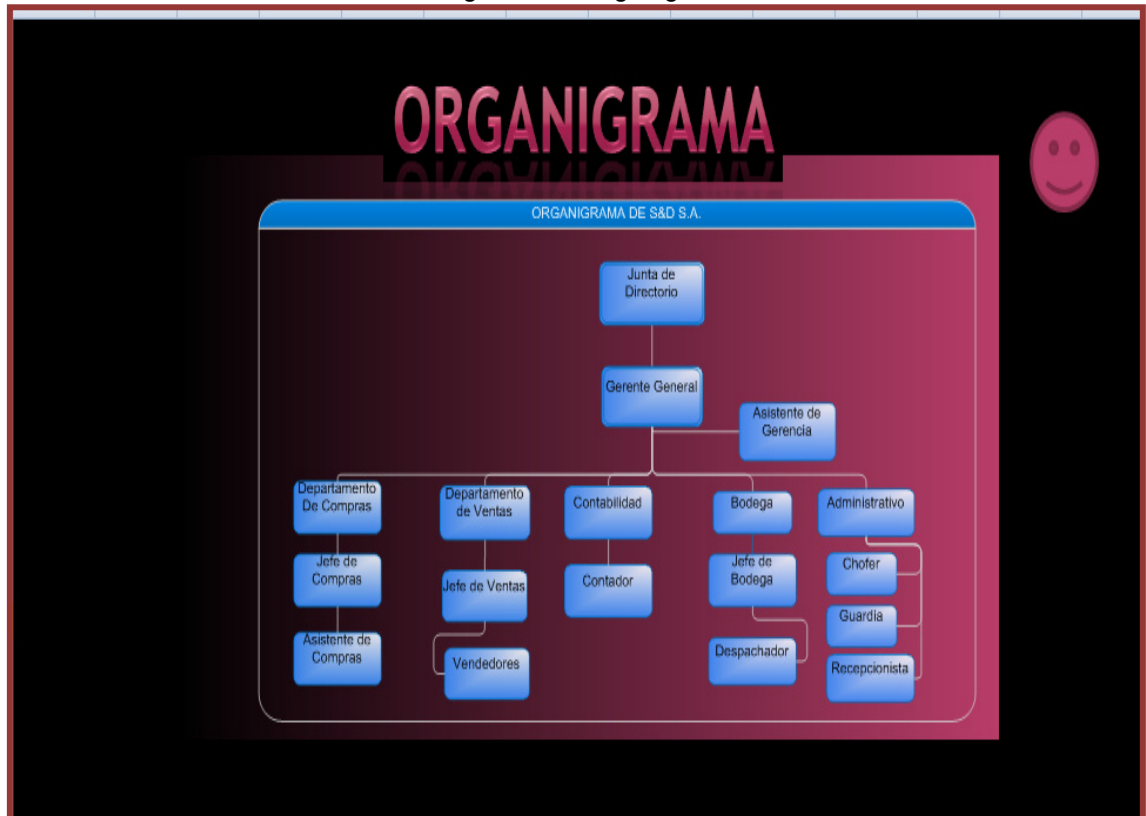 ORGANIGRAMA
ORGANIGRAMA DE S&D S.A.
Junta de
Directorio
Gerente General
Asistente de
Gerencia
Departamento
De Compras
Departamento
de Ventas
Contabilidad
Bodega
Administrativo
Jefe de
Compras
Jefe de Ventas
Contador
Jefe de
Bodega
Chofer
Guardia
Asistente de
Compras
Vendedores
Despachador
Recepcionista